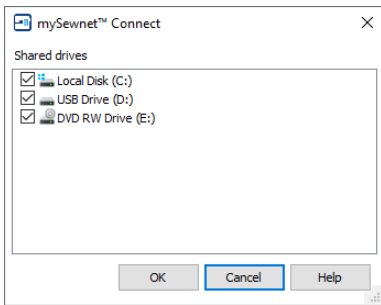 mySewnet™ Connect
Shared drives
Local Disk (C:)
USB Drive (D:)
DVD RW Drive (E:)
OK Cancel Help